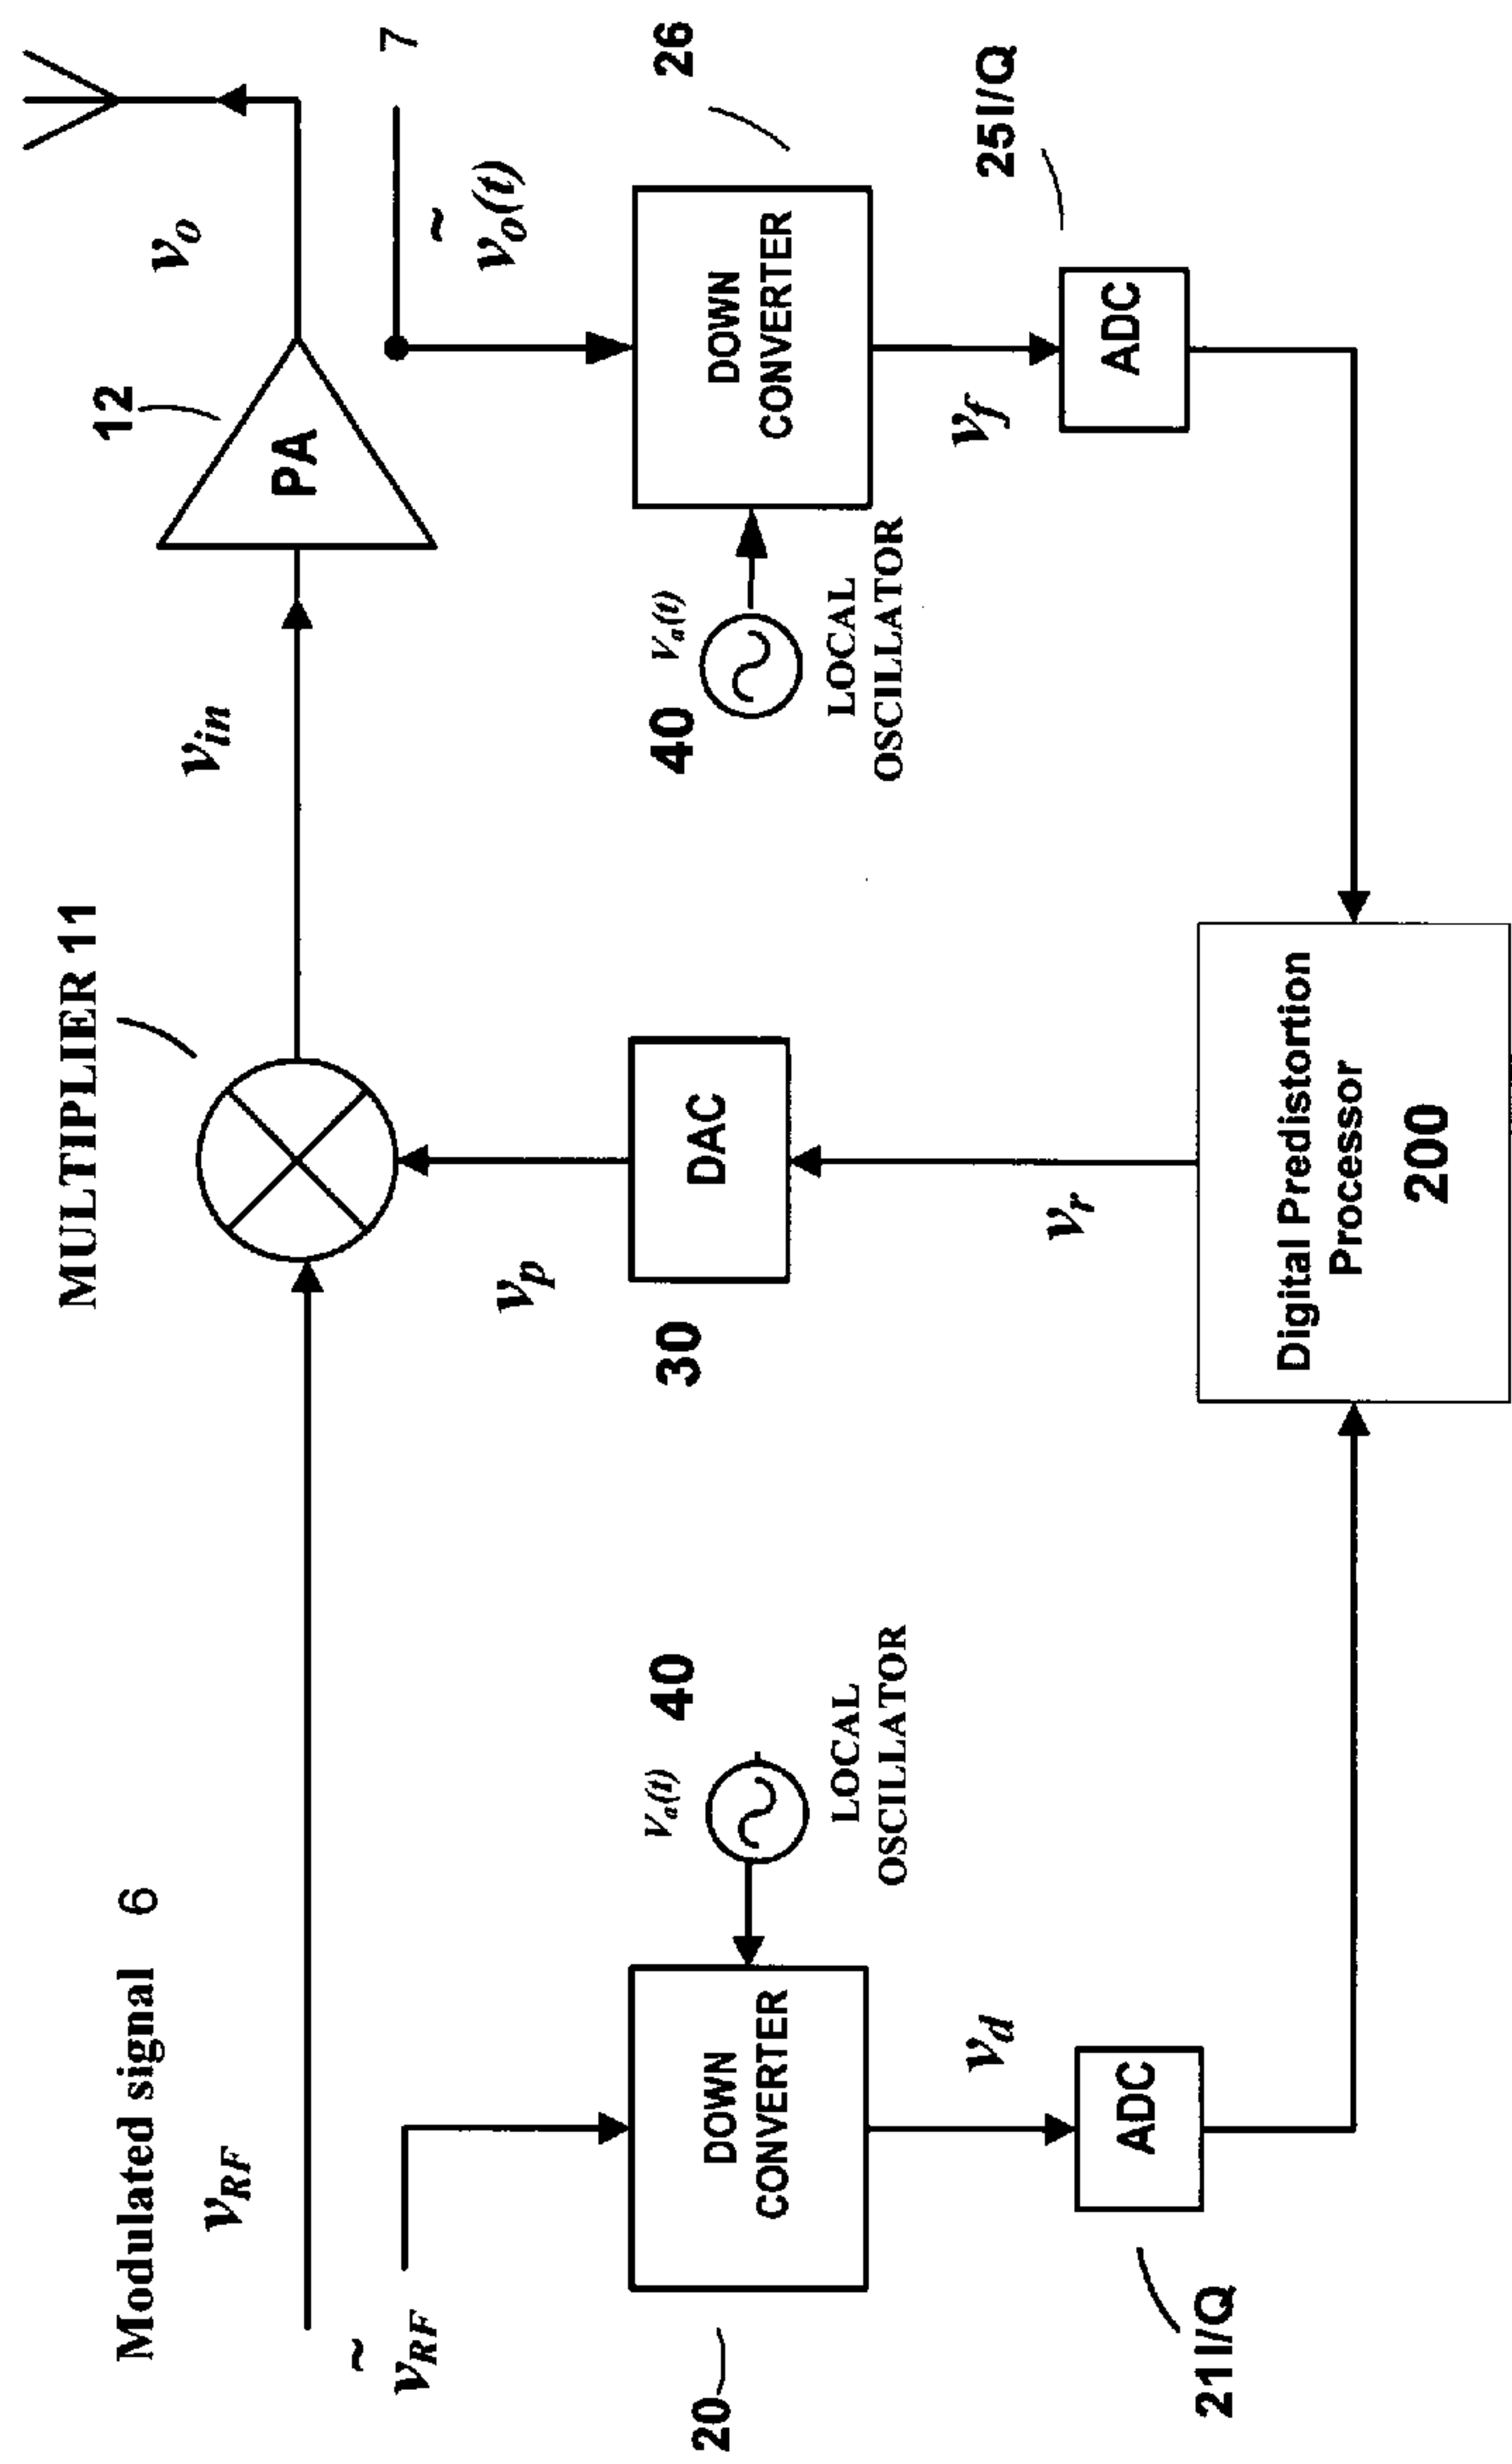 Modulated signal 6
MULTIPLIER 11
12
PA
v_o
v_RF
v_in
ṽ_RF
7
ṽ_o(t)
v_p
20
DOWN
CONVERTER
V_a(t)
40
LOCAL
OSCILLATOR
30
DAC
40
V_a(t)
LOCAL
OSCILLATOR
DOWN
CONVERTER
26
v_d
v_r
v_f
21I/Q
ADC
25I/Q
ADC
Digital Predistortion
Processor
200